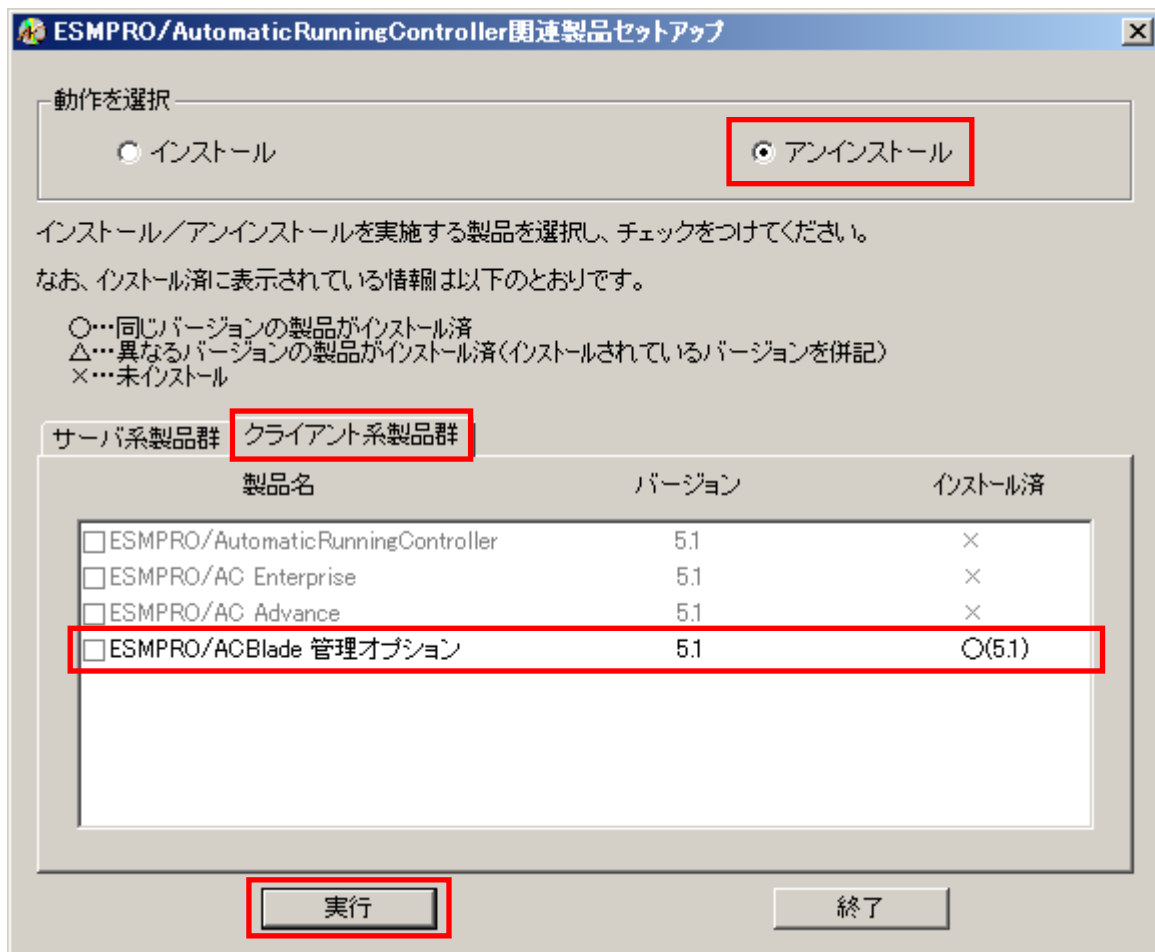 ESMPRO/AutomaticRunningController関連製品セットアップ
動作を選択
インストール
アンインストール
インストール／アンインストールを実施する製品を選択し、チェックをつけてください。
なお、インストール済に表示されている情報は以下のとおりです。
○…同じバージョンの製品がインストール済
△…異なるバージョンの製品がインストール済(インストールされているバージョンを併記)
×…未インストール
サーバ系製品群 クライアント系製品群
製品名 バージョン インストール済
ESMPRO/AutomaticRunningController 5.1 ×
ESMPRO/AC Enterprise 5.1 ×
ESMPRO/AC Advance 5.1 ×
ESMPRO/ACBlade 管理オプション 5.1 ○(5.1)
実行 終了